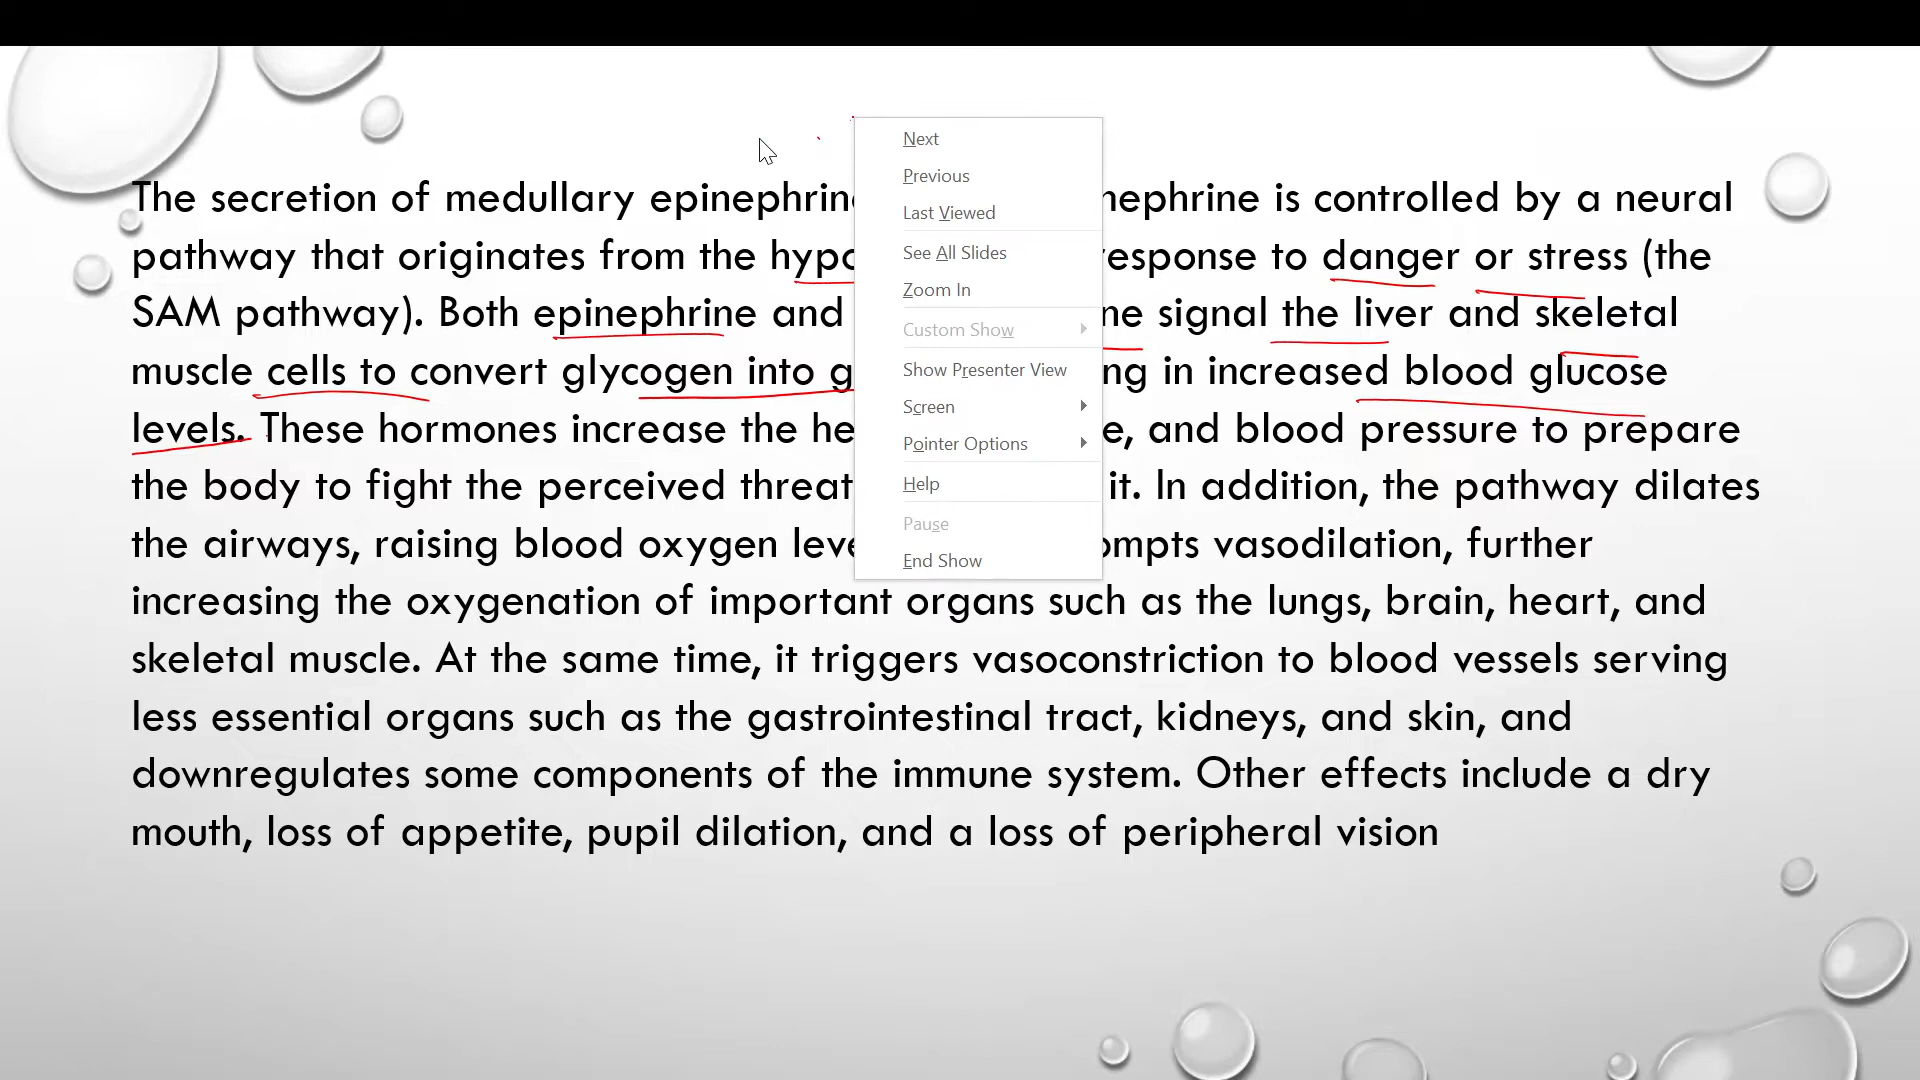 The secretion of medullary epinephrine nephrine is controlled by a neural
pathway that originates from the hypo response to danger or stress (the
SAM pathway). Both epinephrine and ne signal the liver and skeletal
muscle cells to convert glycogen into g ng in increased blood glucose
levels. These hormones increase the he e, and blood pressure to prepare
the body to fight the perceived threat it. In addition, the pathway dilates
the airways, raising blood oxygen leve ompts vasodilation, further
increasing the oxygenation of important organs such as the lungs, brain, heart, and
skeletal muscle. At the same time, it triggers vasoconstriction to blood vessels serving
less essential organs such as the gastrointestinal tract, kidneys, and skin, and
downregulates some components of the immune system. Other effects include a dry
mouth, loss of appetite, pupil dilation, and a loss of peripheral vision
Next
Previous
Last Viewed
See All Slides
Zoom In
Custom Show
Show Presenter View
Screen
Pointer Options
Help
Pause
End Show